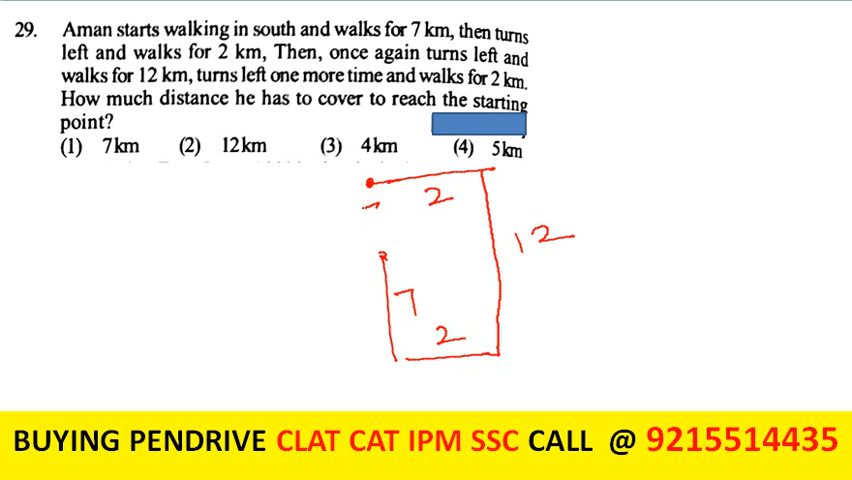 29. Aman starts walking in south and walks for 7 km, then turns
left and walks for 2 km, Then, once again turns left and
walks for 12 km, turns left one more time and walks for 2 km.
How much distance he has to cover to reach the starting
point?
(1) 7km (2) 12km (3) 4km (4) 5km
2
12
7
2
BUYING PENDRIVE CLAT CAT IPM SSC CALL @ 9215514435